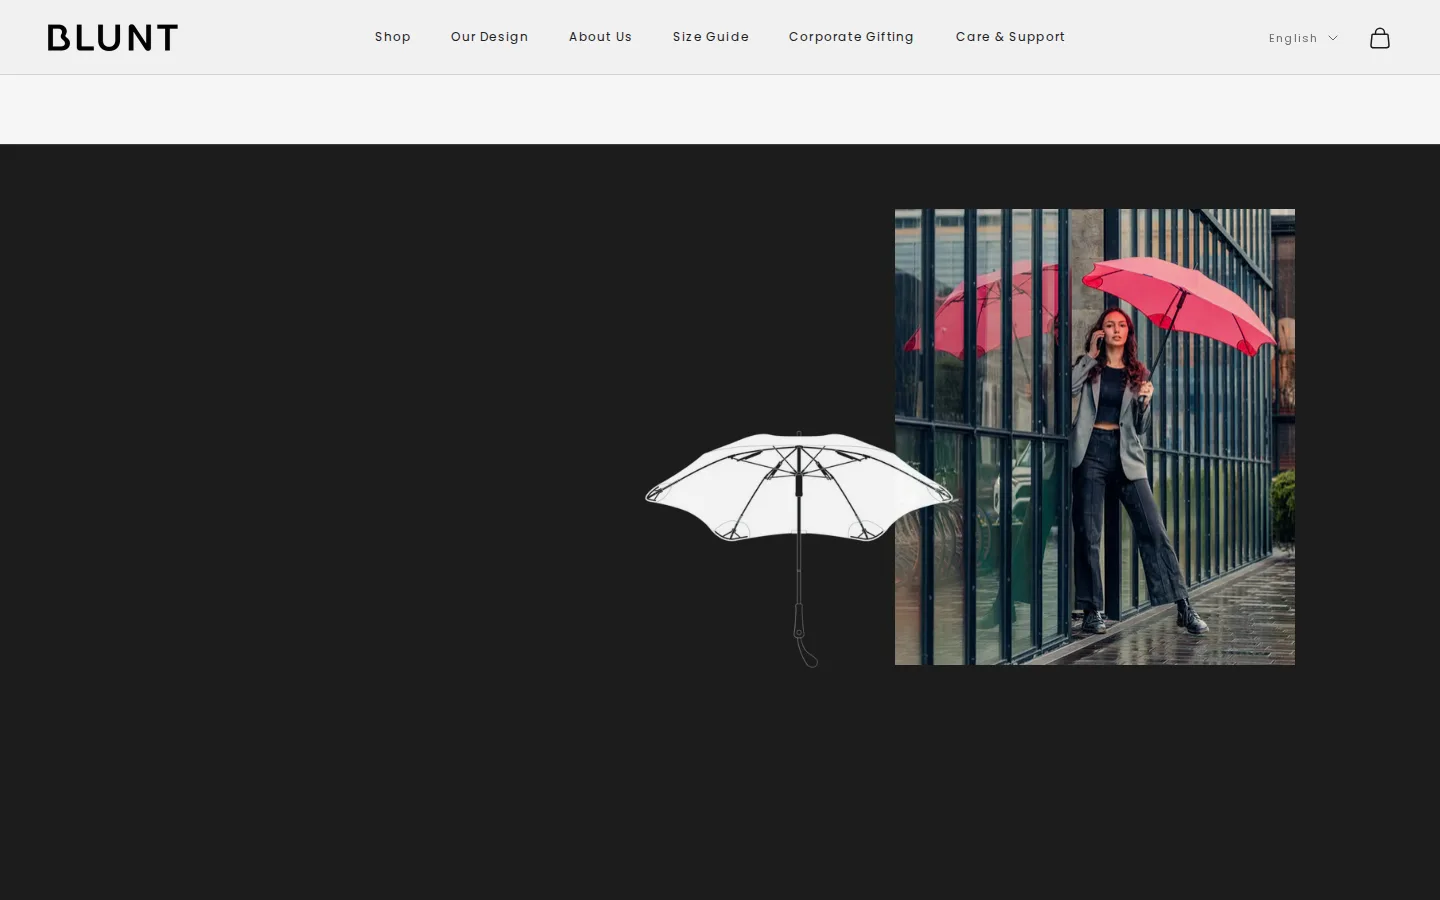 BLUNT
Shop
Our Design
About Us
Size Guide
Corporate Gifting
Care & Support
English